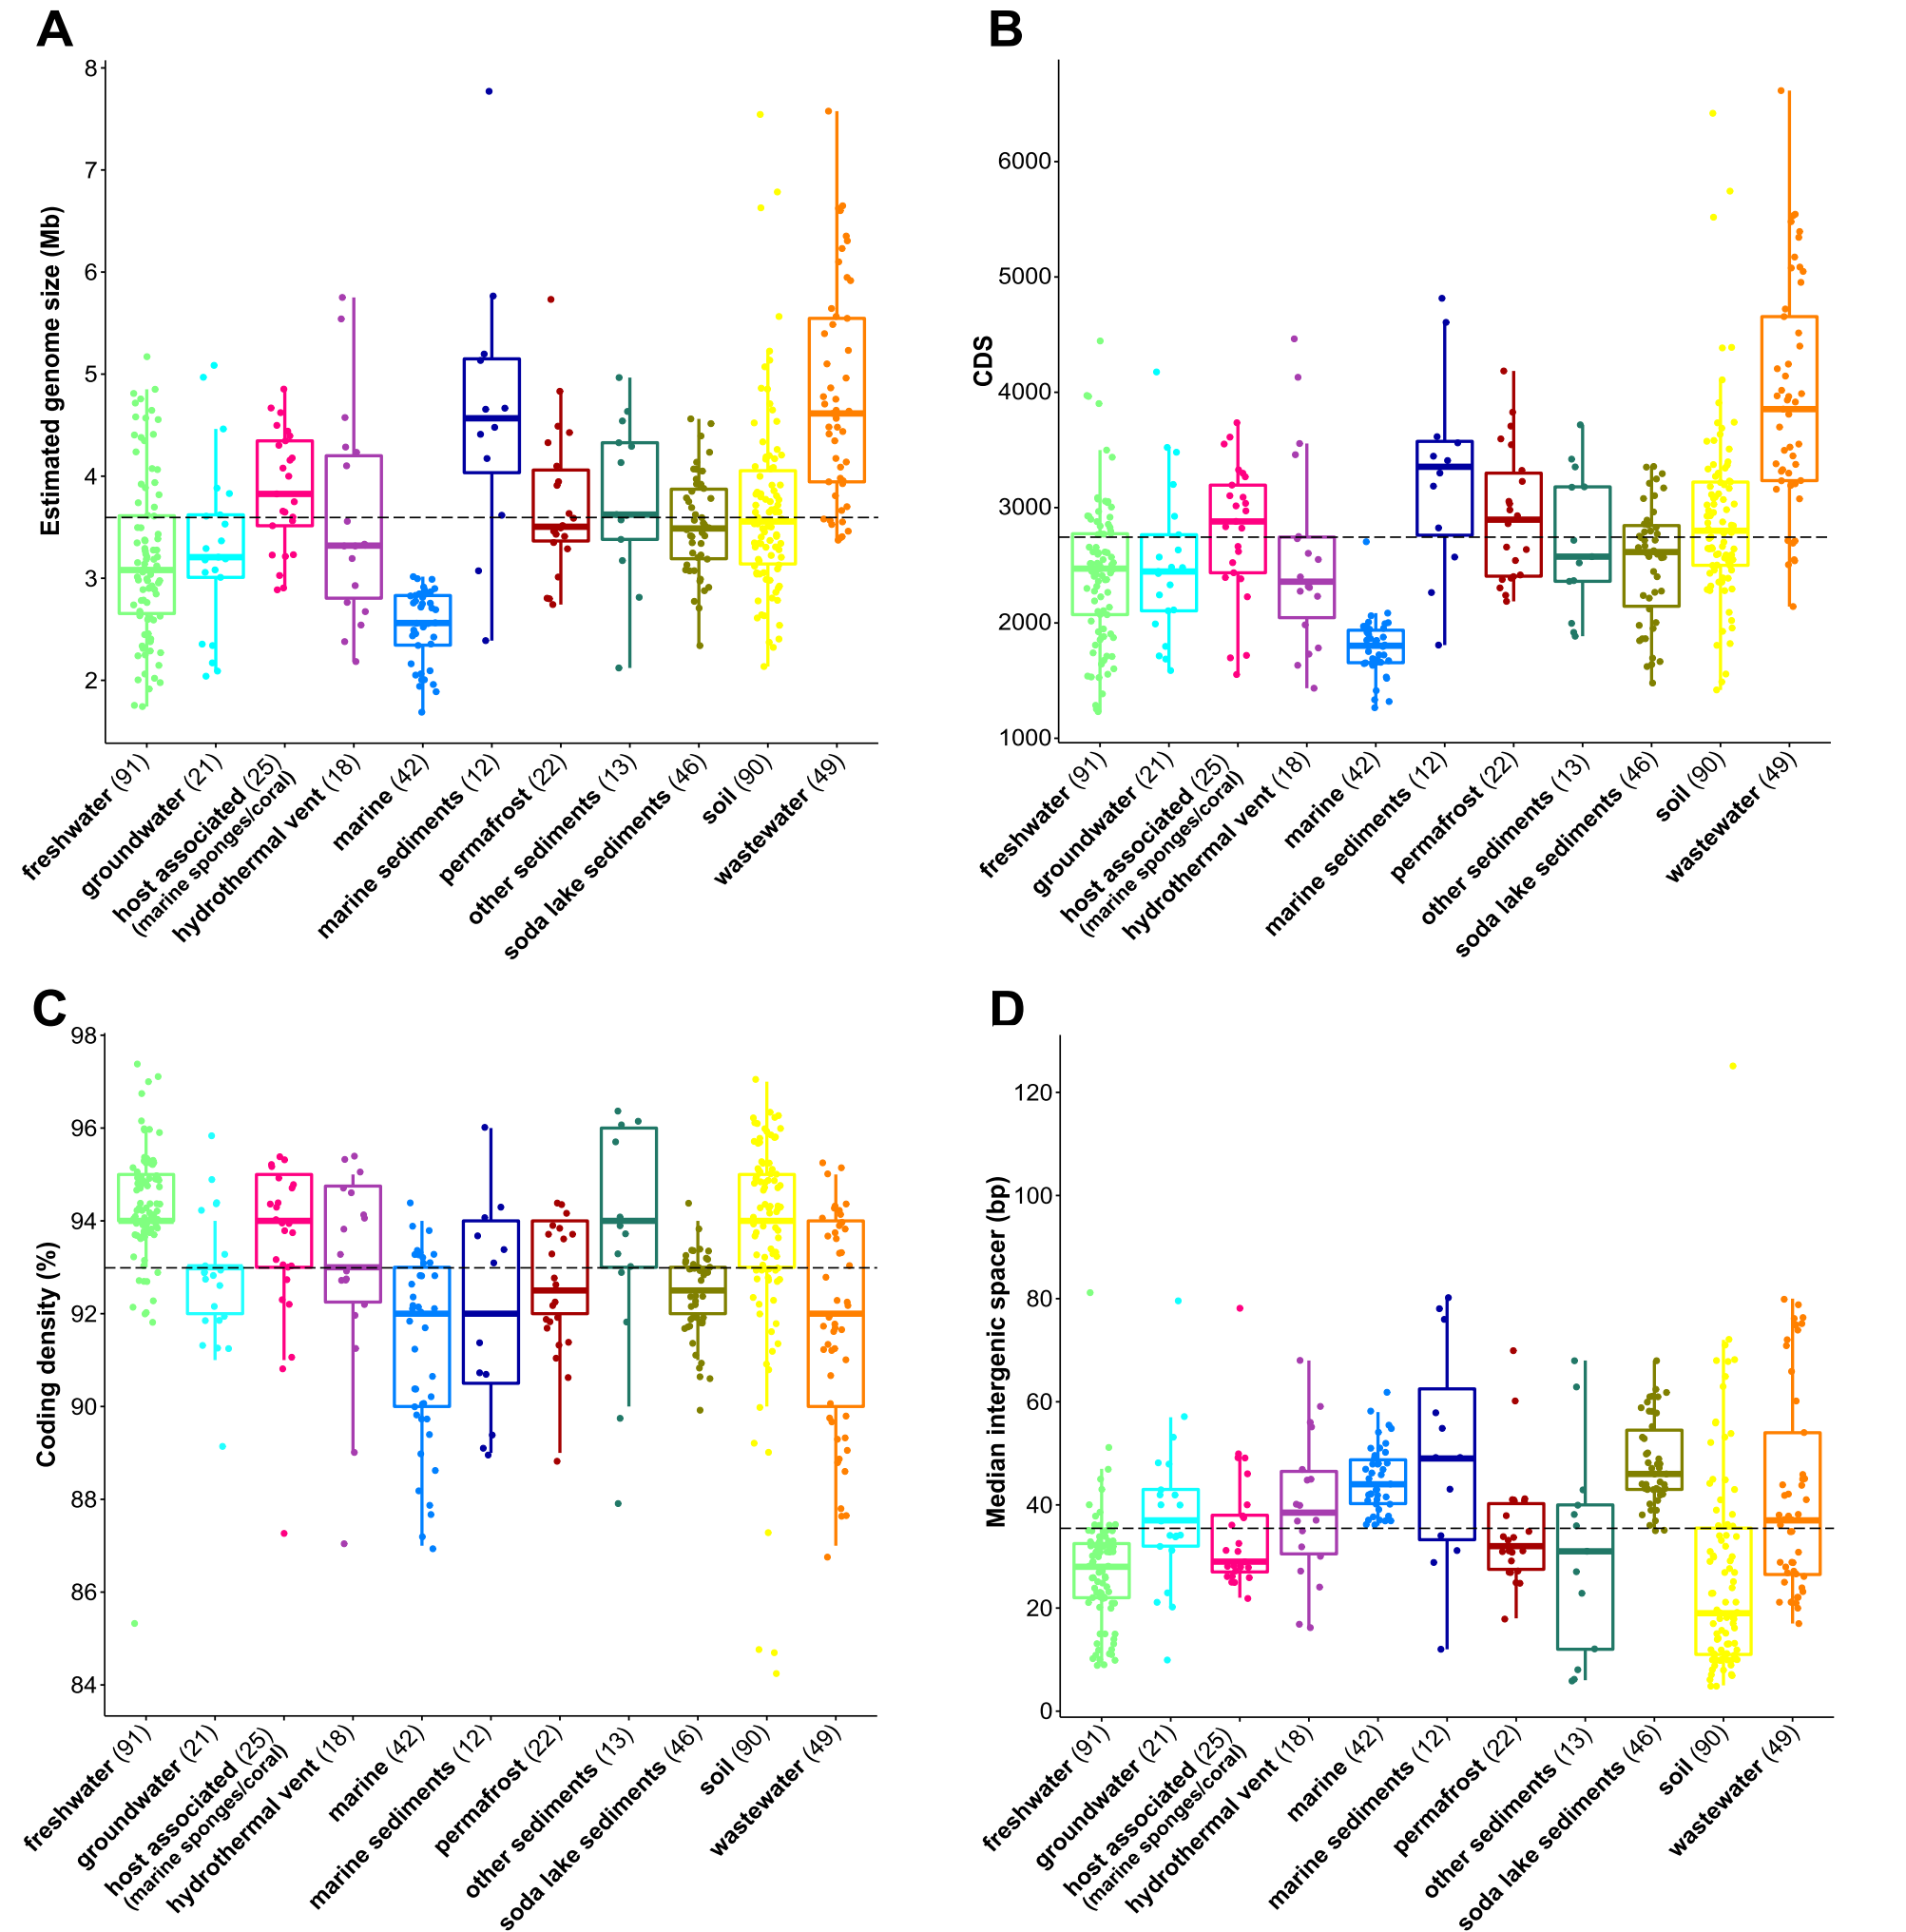 A
Estimated genome size (Mb)
8
7
6
5
4
3
2
freshwater (91)
groundwater (21)
host associated (25)
(marine sponges/coral)
hydrothermal vent (18)
marine (42)
marine sediments (12)
permafrost (22)
other sediments (13)
soda lake sediments (46)
soil (90)
wastewater (49)
B
CDS
6000
5000
4000
3000
2000
1000
freshwater (91)
groundwater (21)
host associated (25)
(marine sponges/coral)
hydrothermal vent (18)
marine (42)
marine sediments (12)
permafrost (22)
other sediments (13)
soda lake sediments (46)
soil (90)
wastewater (49)
C
Coding density (%)
98
96
94
92
90
88
86
84
freshwater (91)
groundwater (21)
host associated (25)
(marine sponges/coral)
hydrothermal vent (18)
marine (42)
marine sediments (12)
permafrost (22)
other sediments (13)
soda lake sediments (46)
soil (90)
wastewater (49)
D
Median intergenic spacer (bp)
120
100
80
60
40
20
0
freshwater (91)
groundwater (21)
host associated (25)
(marine sponges/coral)
hydrothermal vent (18)
marine (42)
marine sediments (12)
permafrost (22)
other sediments (13)
soda lake sediments (46)
soil (90)
wastewater (49)